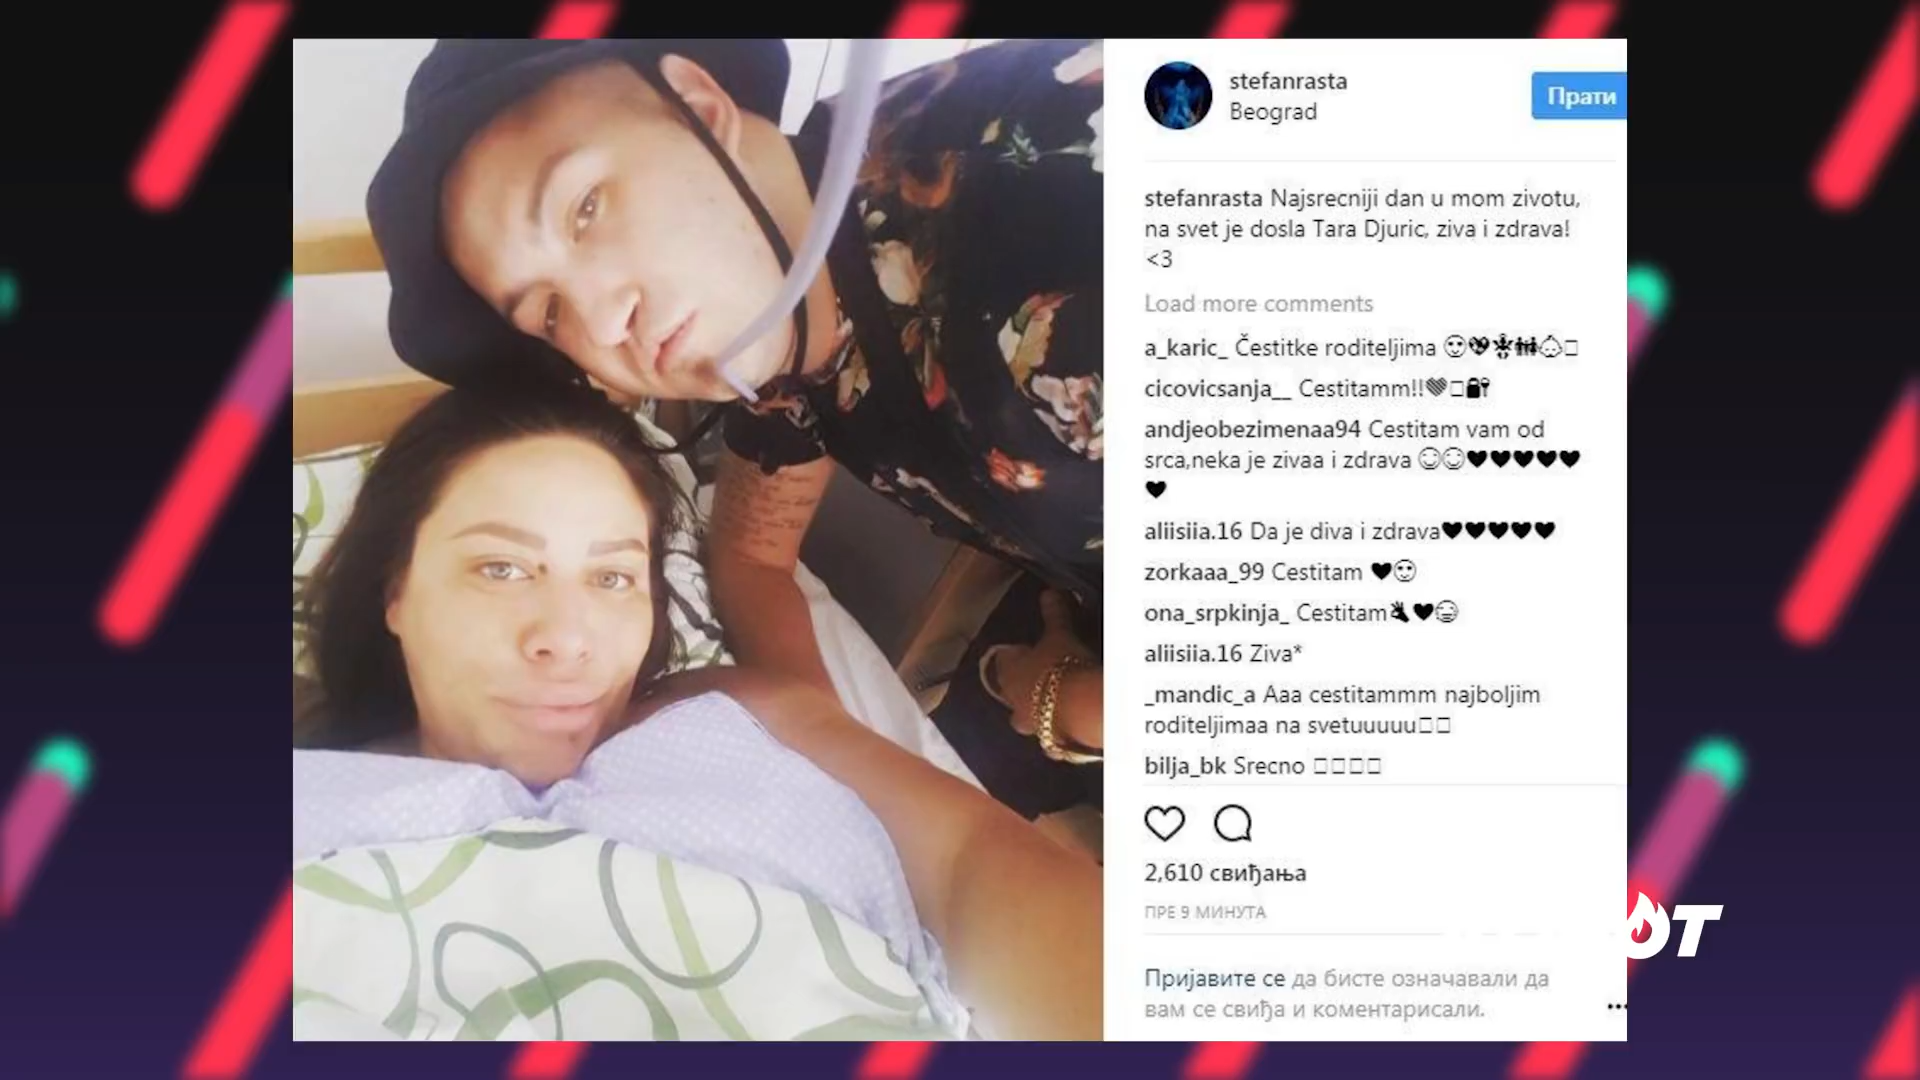 stefanrasta
Beograd
Прати
stefanrasta Najsrecniji dan u mom zivotu,
na svet je dosla Tara Djuric, ziva i zdrava!
<3
Load more comments
a_karic_ Čestitke roditeljima
cicovicsanja__ Cestitamm!!
andjeobezimenaa94 Cestitam vam od
srca,neka je zivaa i zdrava
aliisiia.16 Da je diva i zdrava
zorkaaa_99 Cestitam
ona_srpkinja_ Cestitam
aliisiia.16 Ziva*
_mandic_a Aaa cestitammm najboljim
roditeljimaa na svetuuuuu
bilja_bk Srecno
2,610 свиђања
ПРЕ 9 МИНУТА
Пријавите се да бисте означавали да
вам се свиђа и коментарисали.